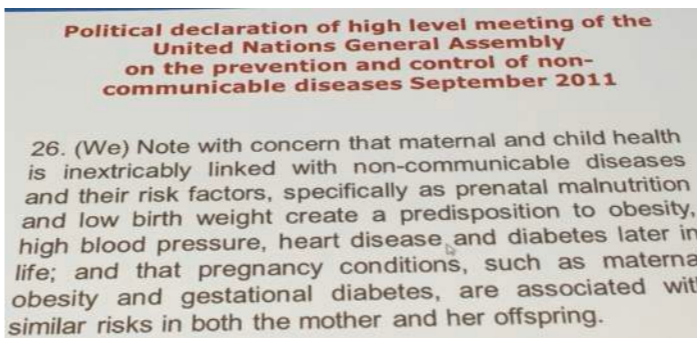 Political declaration of high level meeting of the
United Nations General Assembly
on the prevention and control of non-
communicable diseases September 2011
26. (We) Note with concern that maternal and child health
is inextricably linked with non-communicable diseases
and their risk factors, specifically as prenatal malnutrition
and low birth weight create a predisposition to obesity,
high blood pressure, heart disease and diabetes later in
life; and that pregnancy conditions, such as materna
obesity and gestational diabetes, are associated wit
similar risks in both the mother and her offspring.